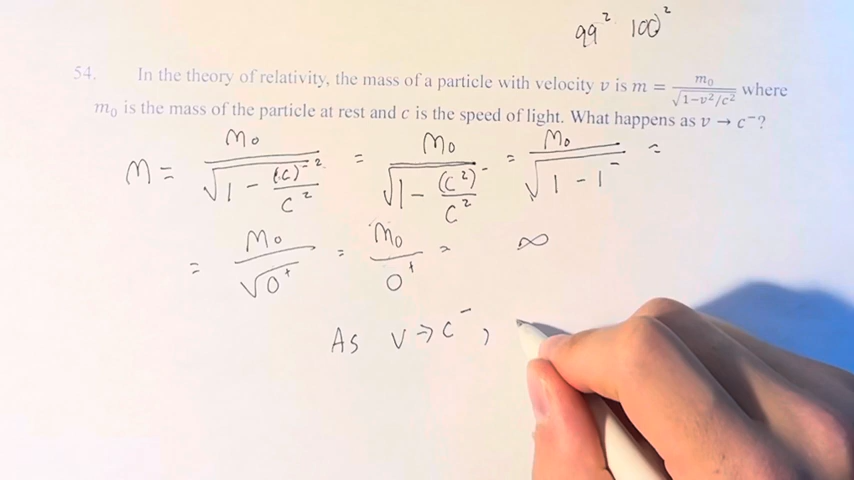 99² 100²
54. In the theory of relativity, the mass of a particle with velocity v is m = m₀/√(1−v²/c²) where
m₀ is the mass of the particle at rest and c is the speed of light. What happens as v → c⁻?
M = M₀/√(1 − (c)⁻²/c²) = M₀/√(1 − (c²)⁻/c²) = M₀/√(1 − 1⁻) =
= M₀/√0⁺ = M₀/0⁺ = ∞
As v → c⁻,